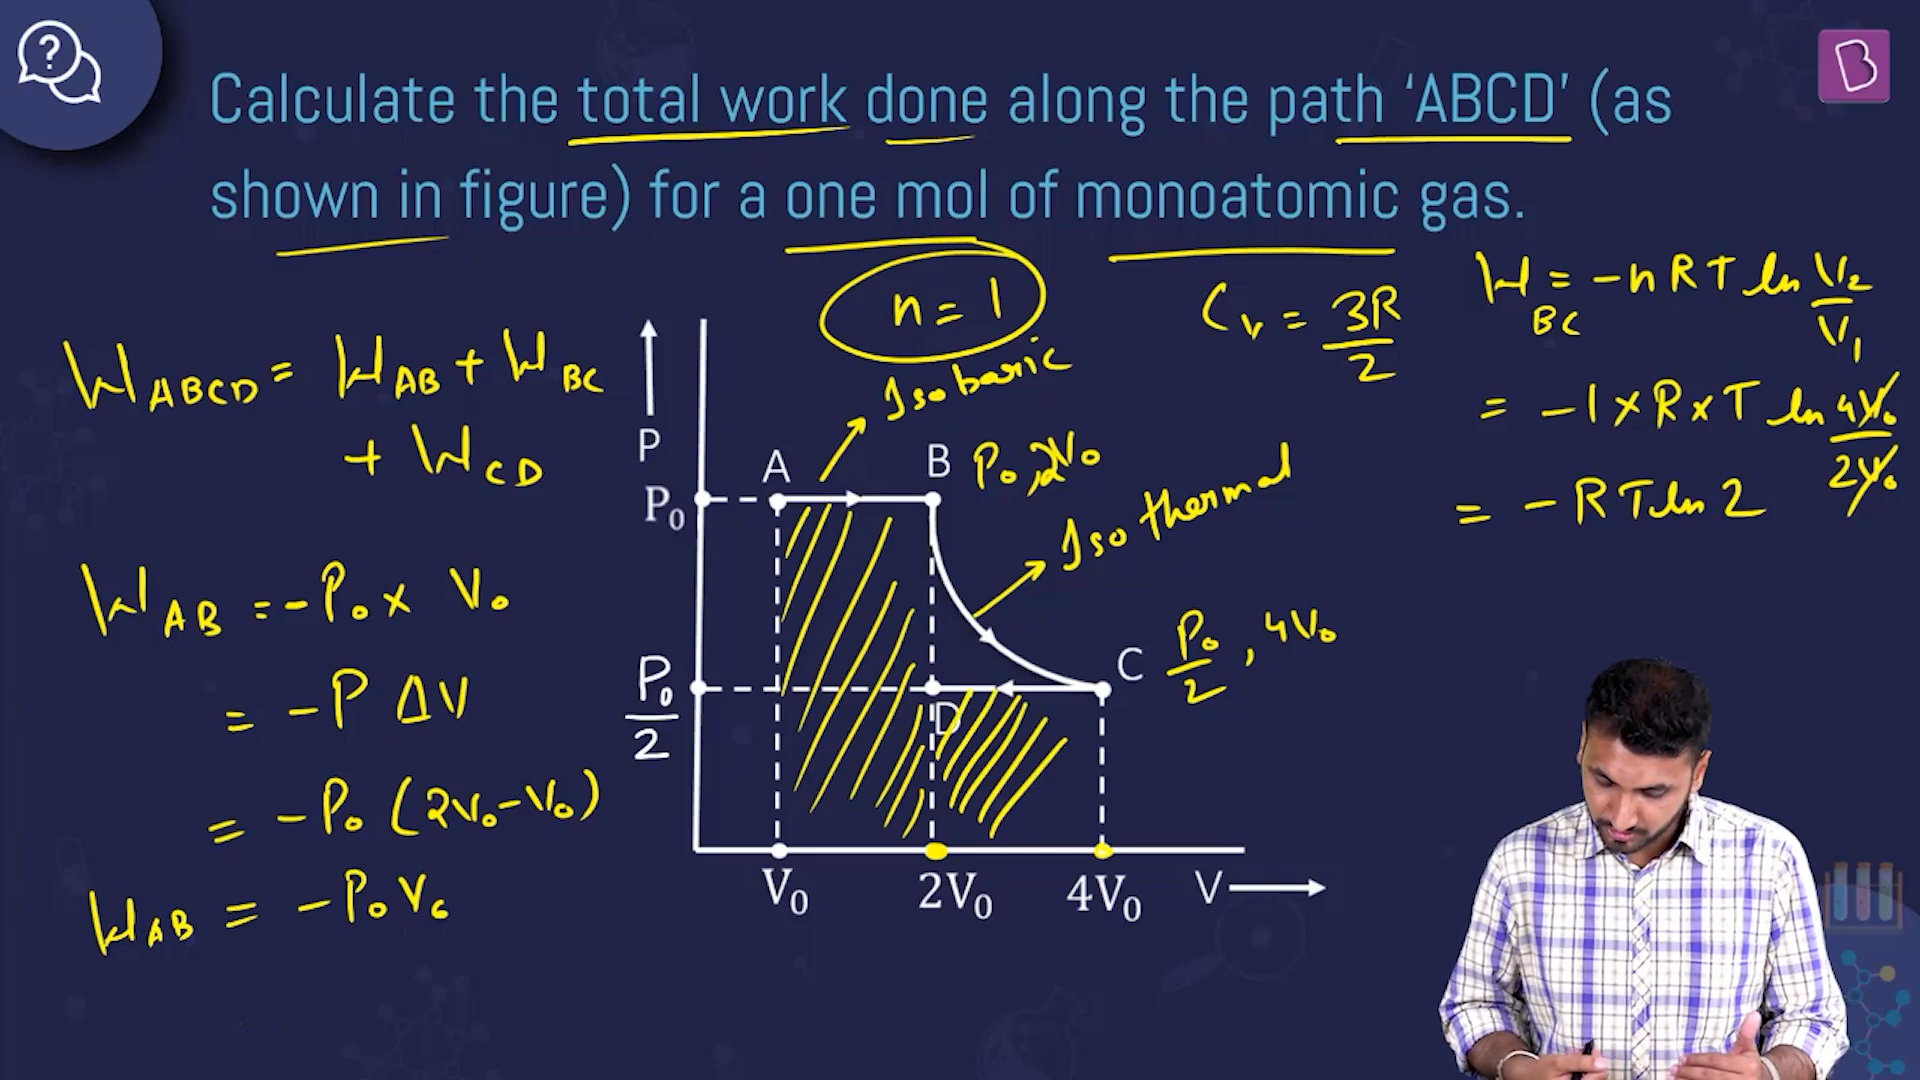 Calculate the total work done along the path ‘ABCD’ (as
shown in figure) for a one mol of monoatomic gas.
n = 1
C_v = 3R/2
W_BC = -nRT ln V₂/V₁
= -1 × R × T ln 4V₀/2V₀
= -RT ln 2
W_ABCD = W_AB + W_BC
+ W_CD
W_AB = -P₀ × V₀
= -P ΔV
= -P₀ (2V₀ - V₀)
W_AB = -P₀V₀
Isobaric
P
A
B
P₀, 2V₀
P₀
Isothermal
C
P₀/2, 4V₀
P₀/2
D
V₀
2V₀
4V₀
V
B
?